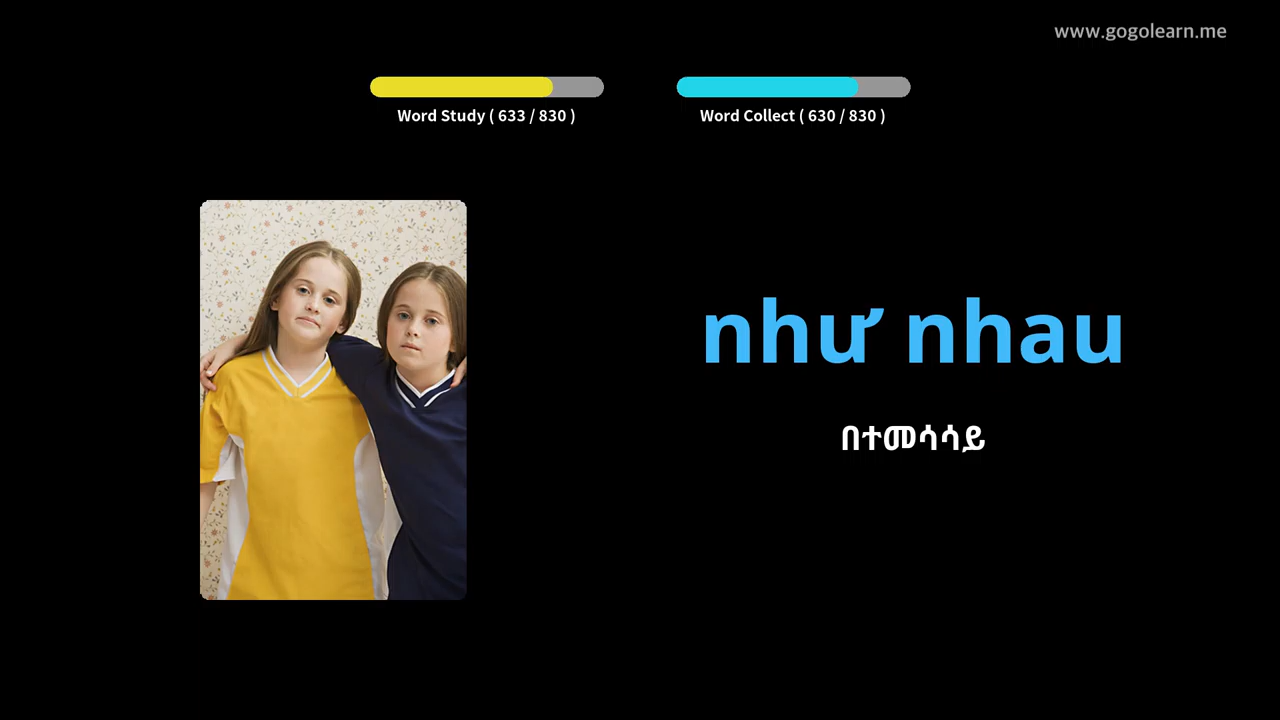 www.gogolearn.me
Word Study ( 633 / 830 )
Word Collect ( 630 / 830 )
như nhau
በተመሳሳይ